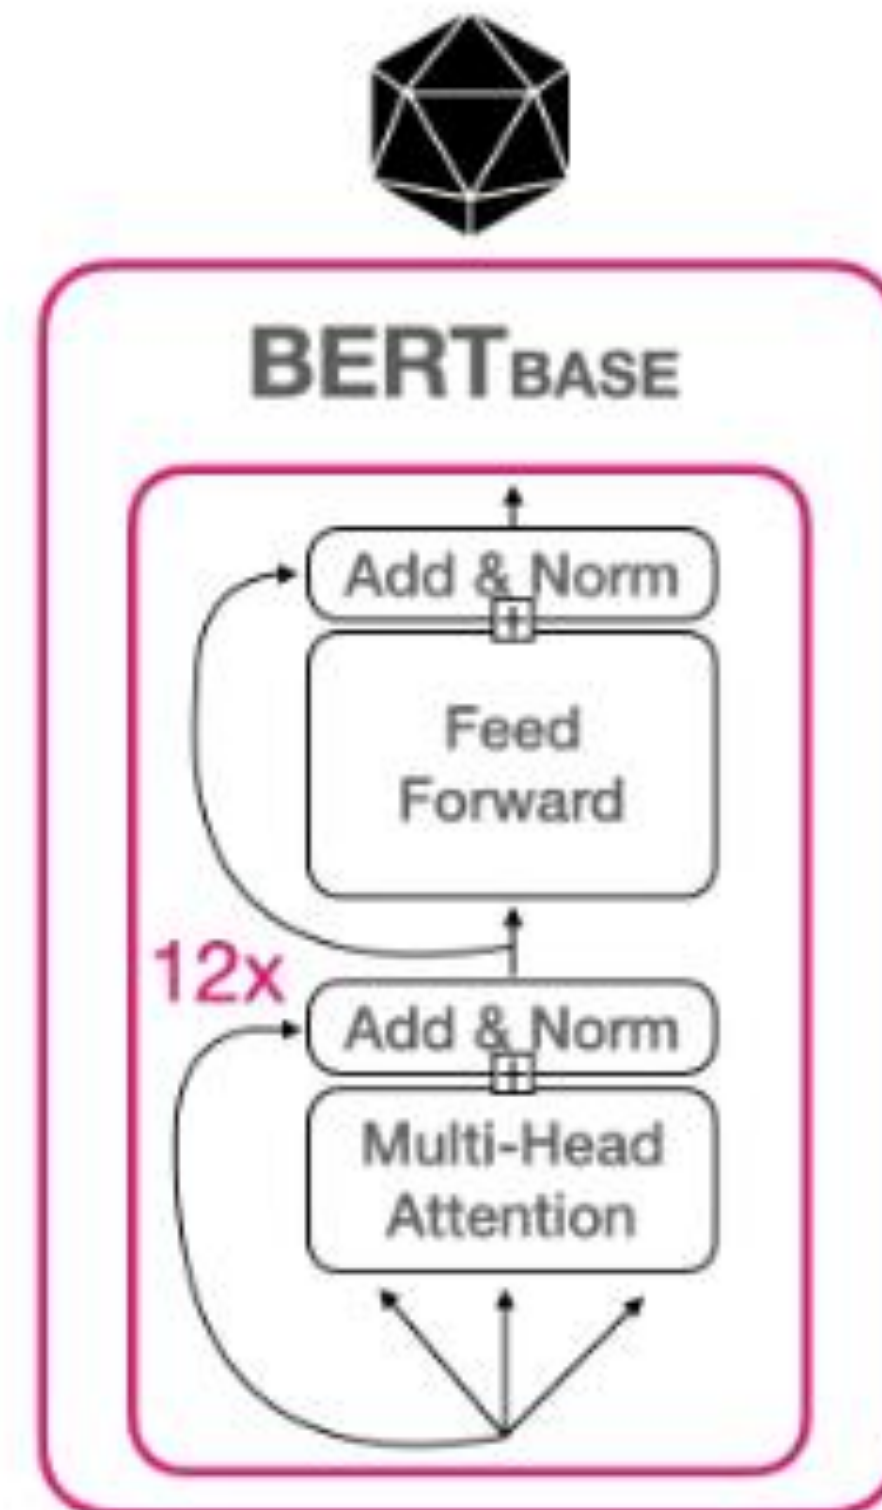 BERTBASE
Add & Norm
Feed
Forward
12x
Add & Norm
Multi-Head
Attention